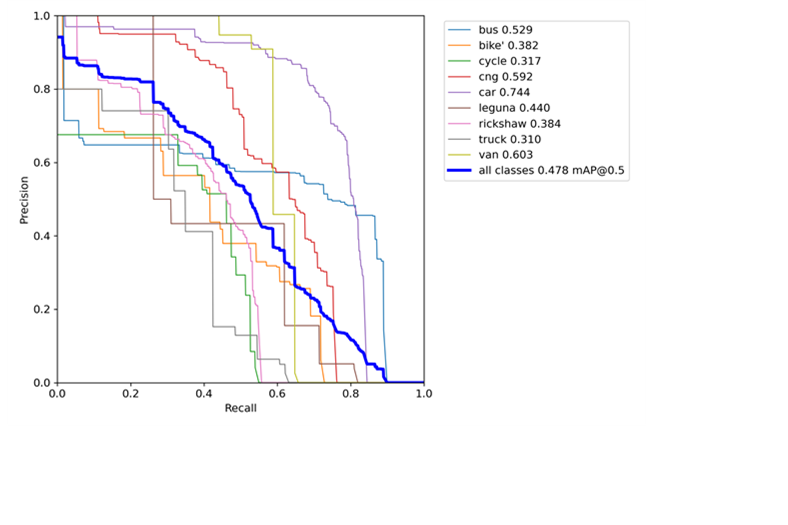 1.0
0.8
0.6
0.4
0.2
0.0
Precision
0.0 0.2 0.4 0.6 0.8 1.0
Recall
bus 0.529
bike' 0.382
cycle 0.317
cng 0.592
car 0.744
leguna 0.440
rickshaw 0.384
truck 0.310
van 0.603
all classes 0.478 mAP@0.5